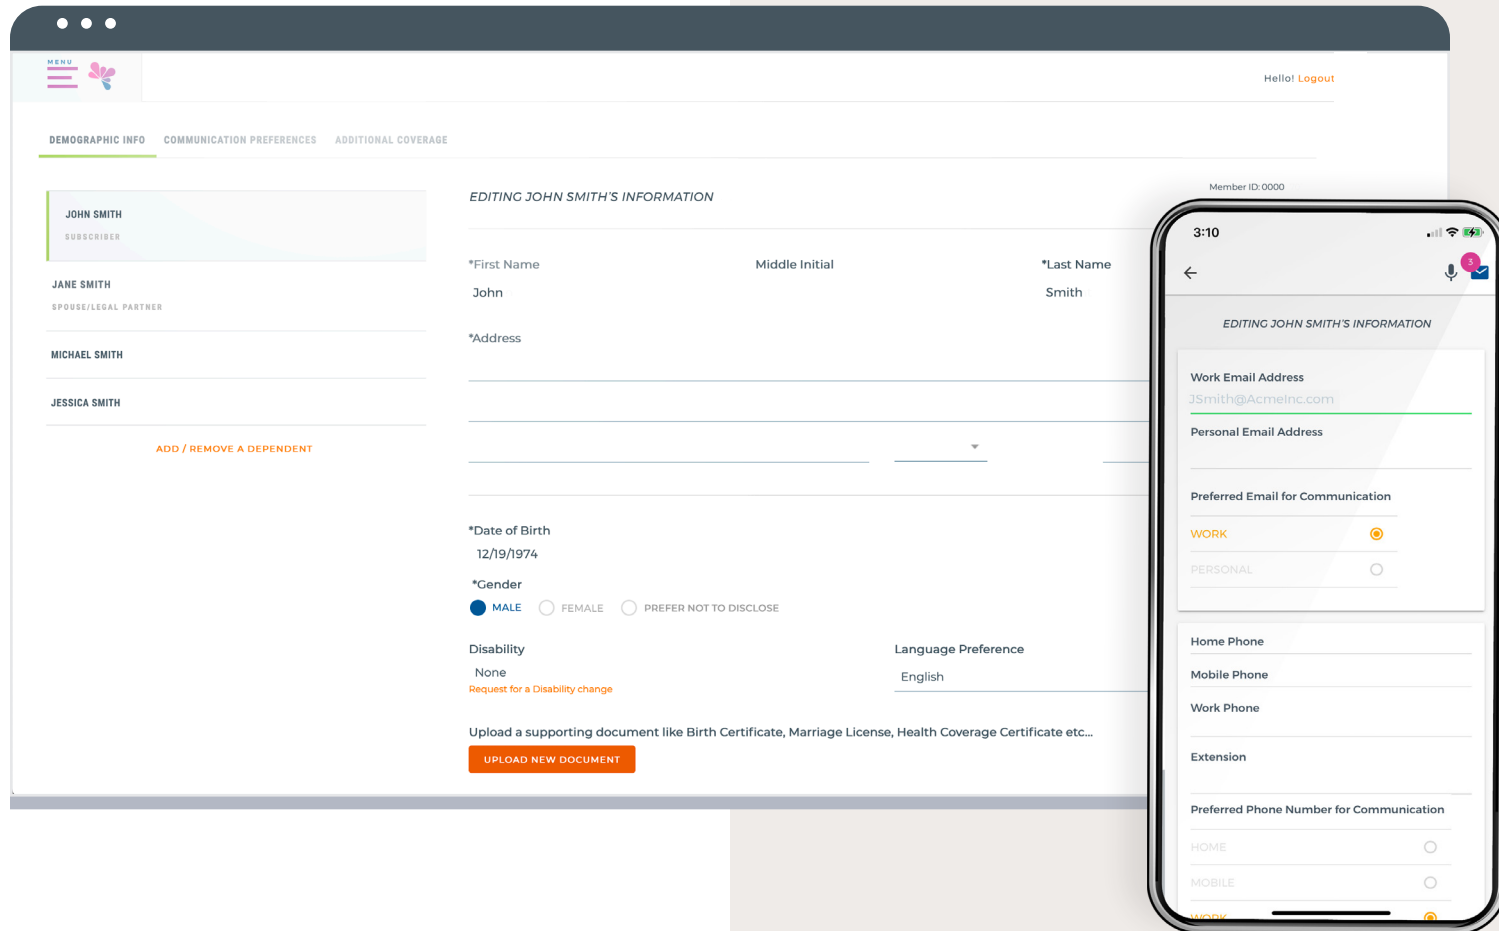 MENU
Hello! Logout
DEMOGRAPHIC INFO COMMUNICATION PREFERENCES ADDITIONAL COVERAGE
JOHN SMITH
SUBSCRIBER
JANE SMITH
SPOUSE/LEGAL PARTNER
MICHAEL SMITH
JESSICA SMITH
ADD / REMOVE A DEPENDENT
EDITING JOHN SMITH'S INFORMATION
Member ID: 0000
*First Name Middle Initial *Last Name
John Smith
*Address
*Date of Birth
12/19/1974
*Gender
MALE FEMALE PREFER NOT TO DISCLOSE
Disability Language Preference
None English
Request for a Disability change
Upload a supporting document like Birth Certificate, Marriage License, Health Coverage Certificate etc...
UPLOAD NEW DOCUMENT
3:10
3
EDITING JOHN SMITH'S INFORMATION
Work Email Address
JSmith@AcmeInc.com
Personal Email Address
Preferred Email for Communication
WORK
PERSONAL
Home Phone
Mobile Phone
Work Phone
Extension
Preferred Phone Number for Communication
HOME
MOBILE
WORK